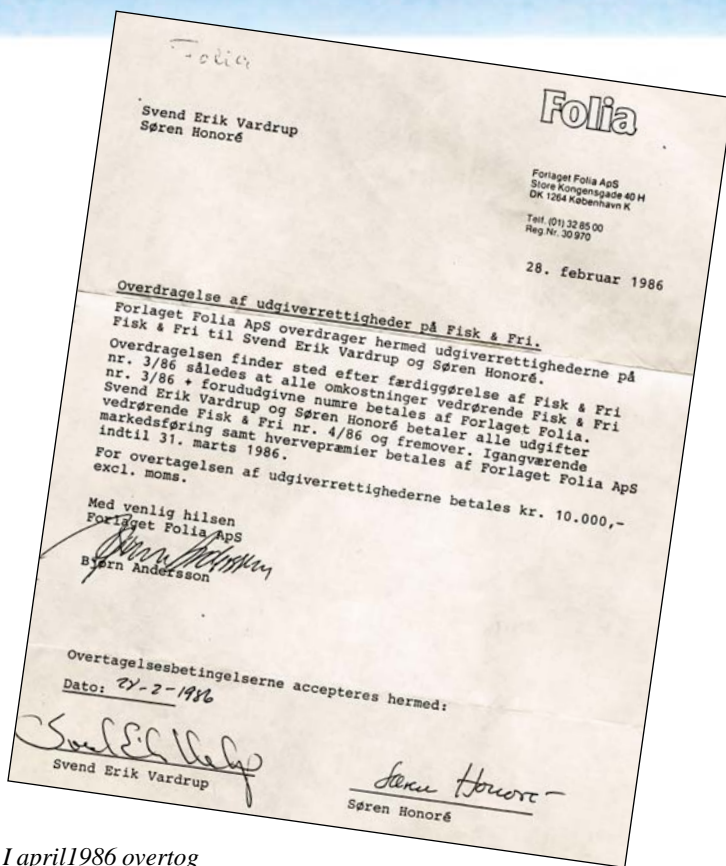 Folia
Folia
Svend Erik Vardrup
Søren Honoré
Forlaget Folia ApS
Store Kongensgade 40 H
DK 1264 København K
Telf. (01) 32 85 00
Reg.Nr. 30 970
28. februar 1986
Overdragelse af udgiverrettigheder på Fisk & Fri.
Forlaget Folia ApS overdrager hermed udgiverrettighederne på
Fisk & Fri til Svend Erik Vardrup og Søren Honoré.
Overdragelsen finder sted efter færdiggørelse af Fisk & Fri
nr. 3/86 således at alle omkostninger vedrørende Fisk & Fri
nr. 3/86 + forududgivne numre betales af Forlaget Folia.
Svend Erik Vardrup og Søren Honoré betaler alle udgifter
vedrørende Fisk & Fri nr. 4/86 og fremover. Igangværende
markedsføring samt hvervepræmier betales af Forlaget Folia ApS
indtil 31. marts 1986.
For overtagelsen af udgiverrettighederne betales kr. 10.000,-
excl. moms.
Med venlig hilsen
Forlaget Folia ApS
Bjørn Andersson
Overtagelsesbetingelserne accepteres hermed:
Dato: -2-1986
Svend Erik Vardrup
Søren Honoré
Søren Honoré
I april1986 overtog